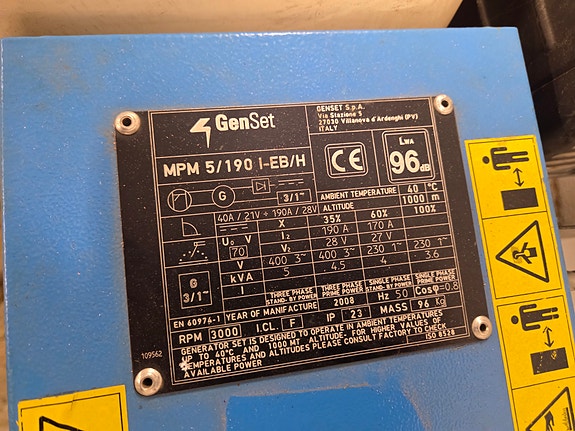 GenSet
GENSET S.p.A.
Via Stazione 5
27030 Villanova d'Ardenghi (PV)
ITALY
MPM 5/190 I-EB/H
CE
LWA
96dB
G
3/1~
AMBIENT TEMPERATURE 40 °C
ALTITUDE 1000 m
40A / 21V ÷ 190A / 28V
X 35% 60% 100%
I2 190 A 170 A
U0 V 70 V2 28 V 27 V
G 3/1~
V 400 3~ 400 3~ 230 1~ 230 1~
kVA 5 4.5 4 3.6
THREE PHASE STAND-BY POWER
THREE PHASE PRIME POWER
SINGLE PHASE STAND-BY POWER
SINGLE PHASE PRIME POWER
EN 60974-1 YEAR OF MANUFACTURE 2008 Hz 50 Cosφ=0.8
RPM 3000 I.CL. F IP 23 MASS 96 Kg
GENERATOR SET IS DESIGNED TO OPERATE IN AMBIENT TEMPERATURES
UP TO 40°C AND 1000 MT ALTITUDE. FOR HIGHER VALUES OF
TEMPERATURES AND ALTITUDES PLEASE CONSULT FACTORY TO CHECK
AVAILABLE POWER
ISO 8528
109562